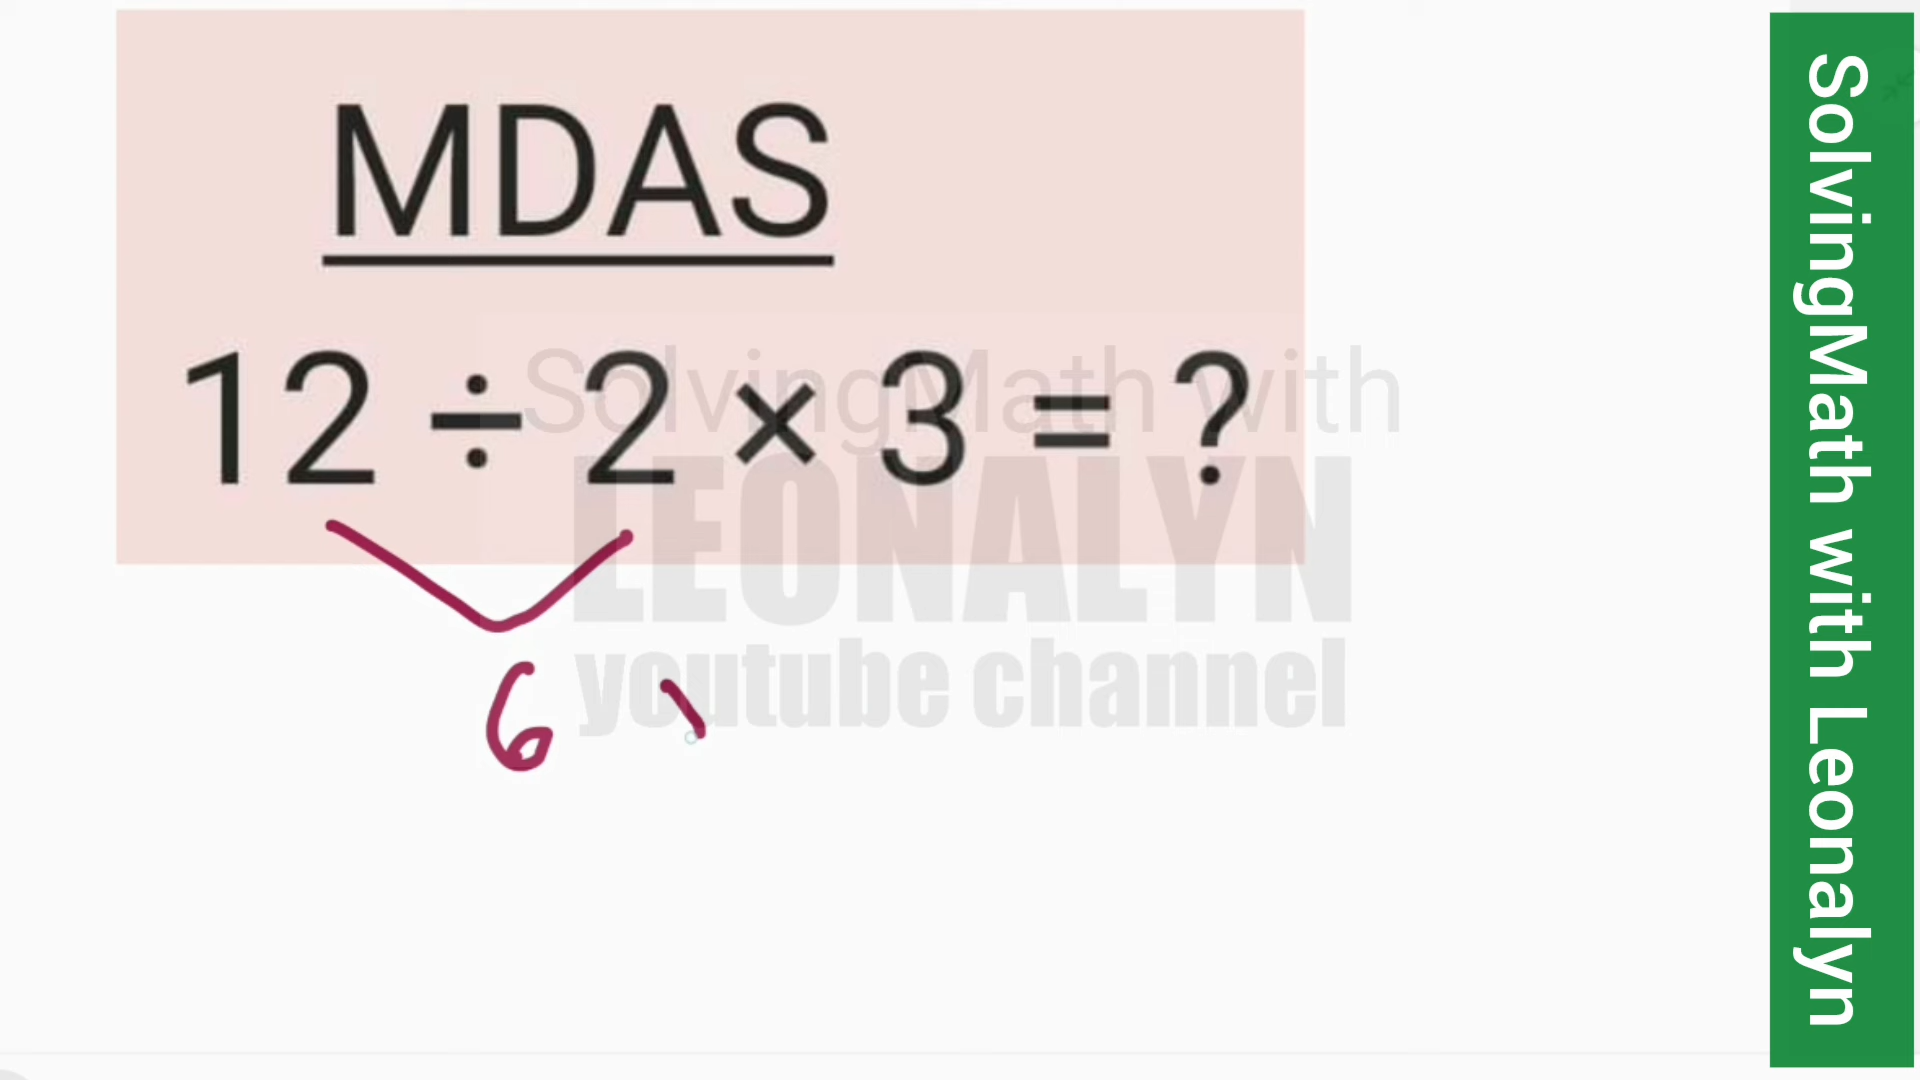 MDAS
12 ÷ 2 × 3 = ?
SolvingMath with
LEONALYN
youtube channel
6
SolvingMath with Leonalyn